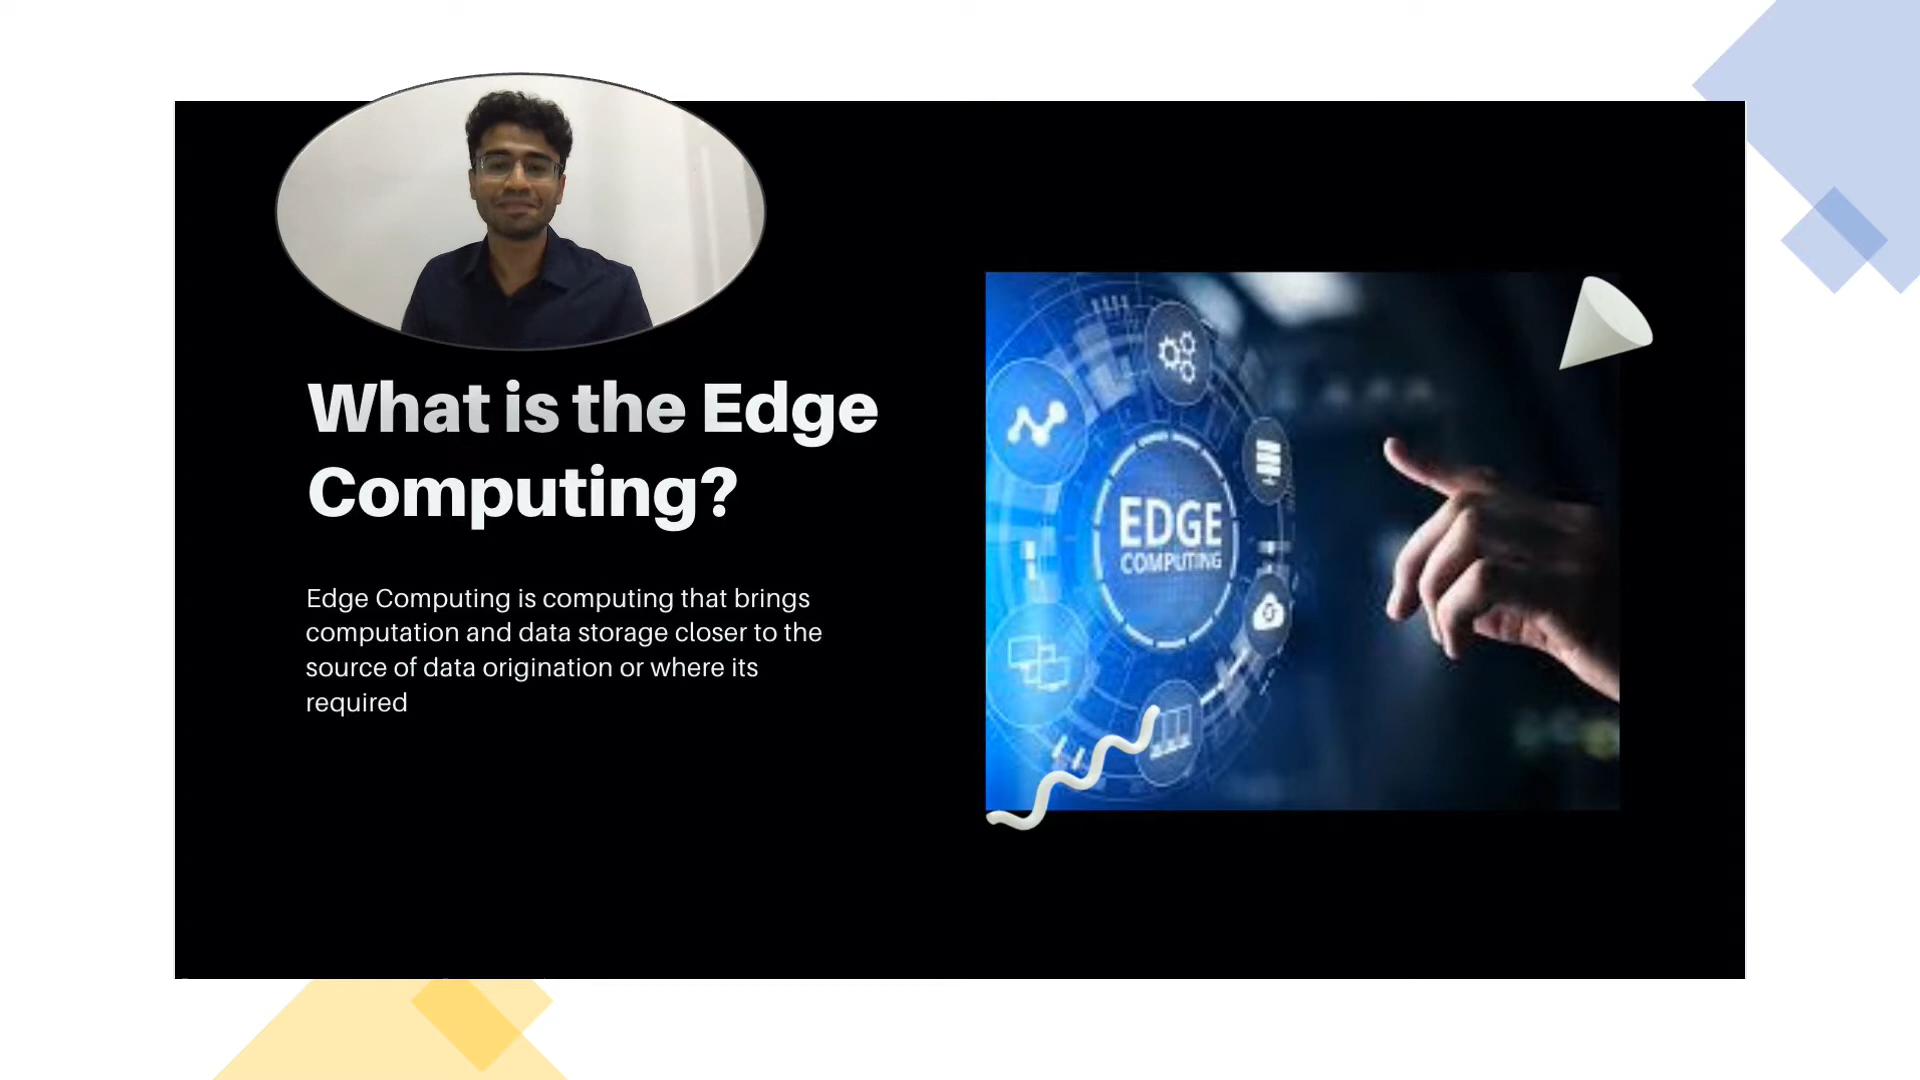 What is the Edge
Computing?
Edge Computing is computing that brings
computation and data storage closer to the
source of data origination or where its
required
EDGE
COMPUTING